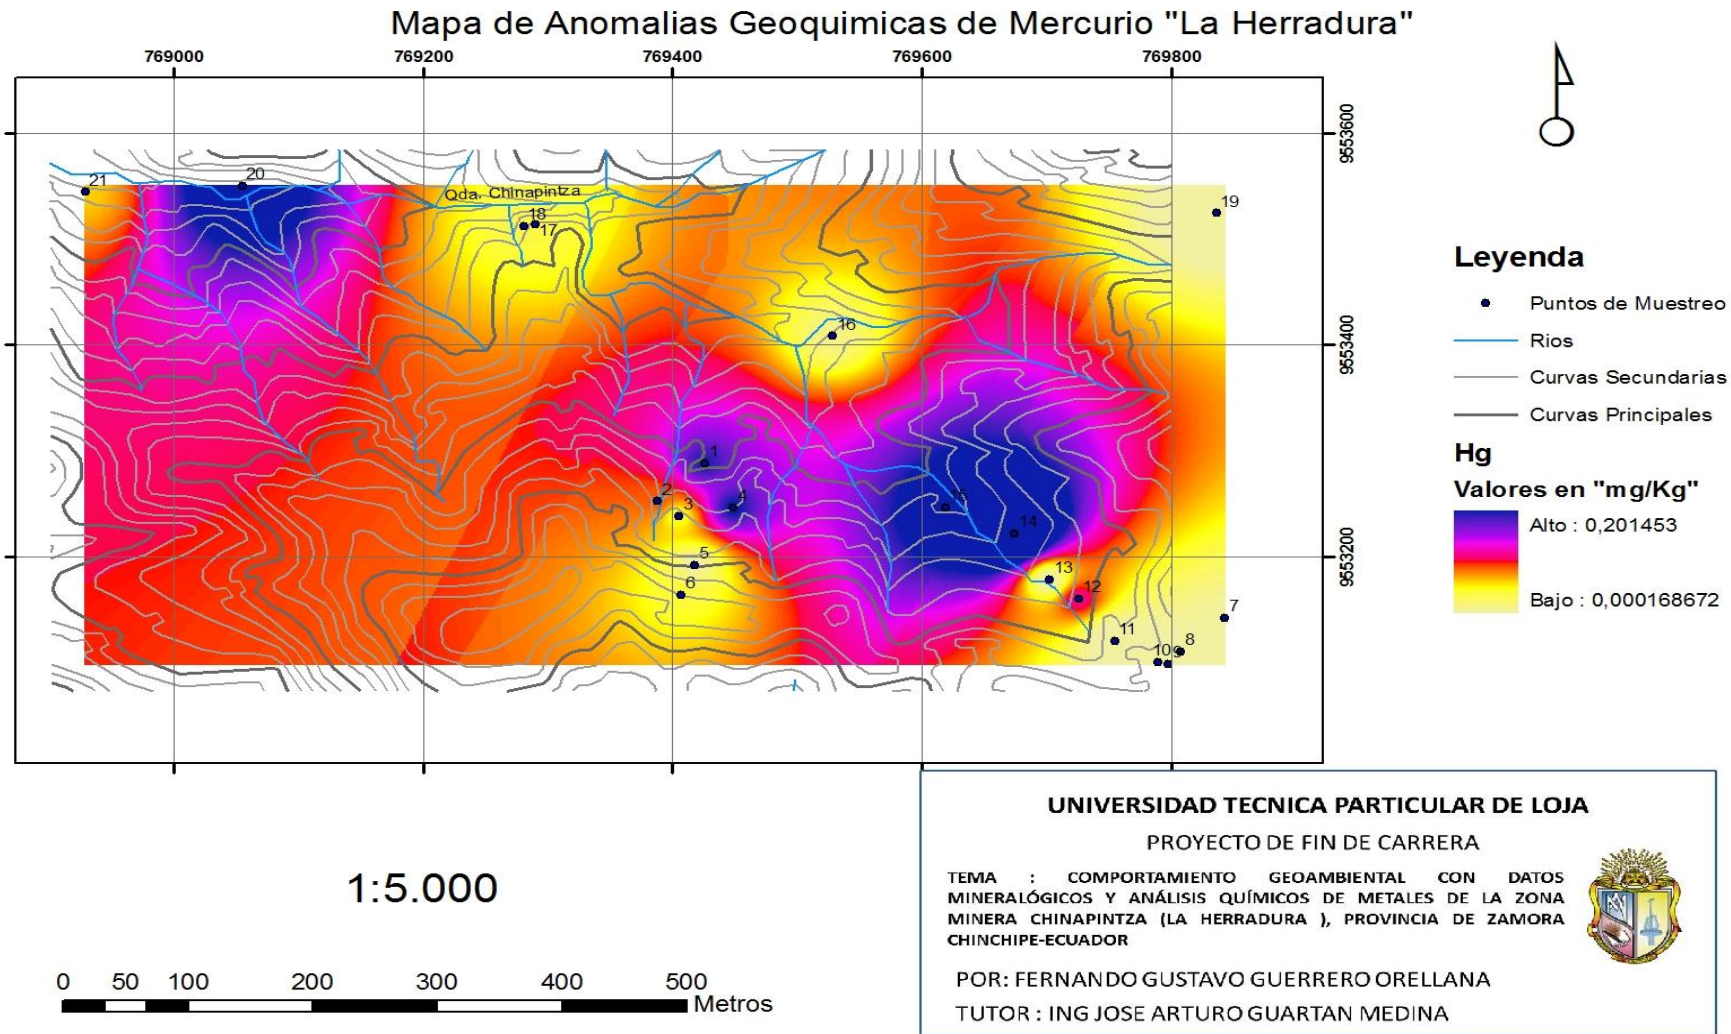 Mapa de Anomalias Geoquimicas de Mercurio "La Herradura"
769000 769200 769400 769600 769800
9553600
9553400
9553200
21
20
Qda. Chinapintza
18
17
19
16
1
2
3
4
5
6
15
14
13
12
11
10
9
8
7
Leyenda
Puntos de Muestreo
Rios
Curvas Secundarias
Curvas Principales
Hg
Valores en "mg/Kg"
Alto : 0,201453
Bajo : 0,000168672
1:5.000
0 50 100 200 300 400 500
Metros
UNIVERSIDAD TECNICA PARTICULAR DE LOJA
PROYECTO DE FIN DE CARRERA
TEMA : COMPORTAMIENTO GEOAMBIENTAL CON DATOS
MINERALÓGICOS Y ANÁLISIS QUÍMICOS DE METALES DE LA ZONA
MINERA CHINAPINTZA (LA HERRADURA ), PROVINCIA DE ZAMORA
CHINCHIPE-ECUADOR
POR: FERNANDO GUSTAVO GUERRERO ORELLANA
TUTOR : ING JOSE ARTURO GUARTAN MEDINA